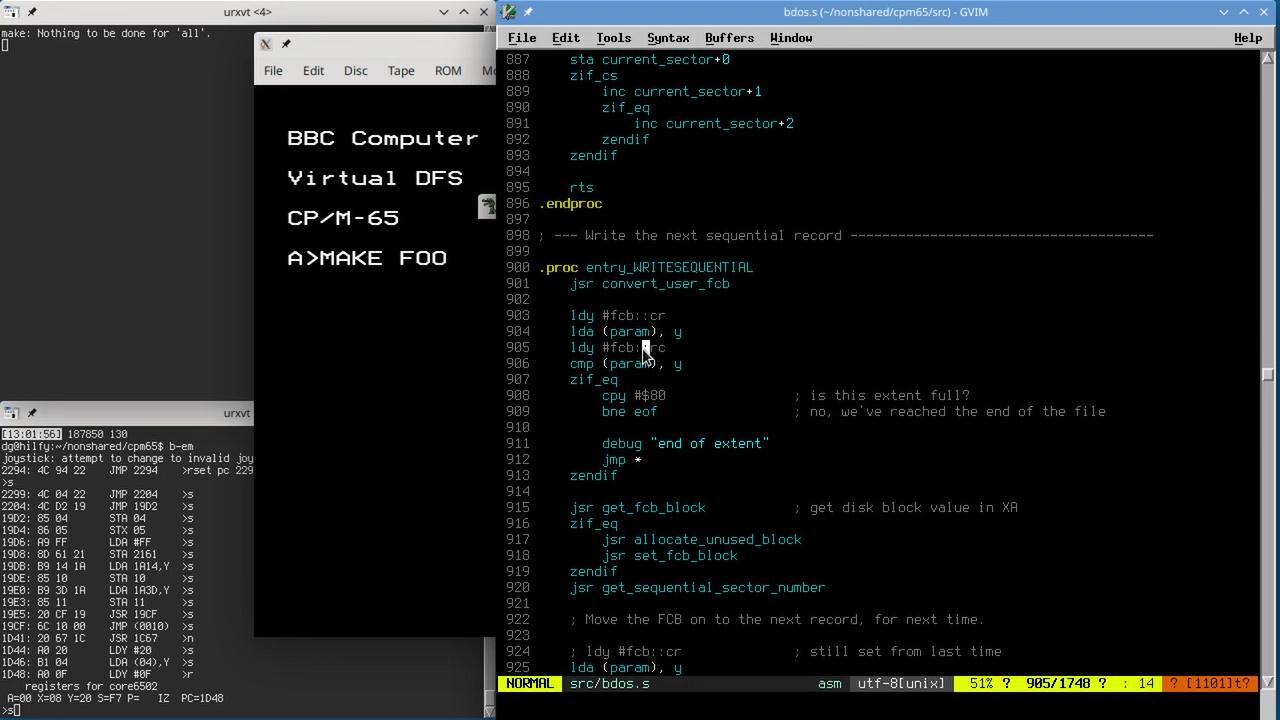 urxvt <4>
make: Nothing to be done for 'all'.
File Edit Disc Tape ROM
BBC Computer
Virtual DFS
CP/M-65
A>MAKE FOO
urxvt
[13:01:56] 187850 130
dg@hilfy:~/nonshared/cpm65$ b-em
joystick: attempt to change to invalid joy
2294: 4C 94 22 JMP 2294 >rset pc 229
>s
2299: 4C 04 22 JMP 2204 >s
2204: 4C D2 19 JMP 19D2 >s
19D2: 85 04 STA 04 >s
19D4: 86 05 STX 05 >s
19D6: A9 FF LDA #FF >s
19D8: 8D 61 21 STA 2161 >s
19DB: B9 14 1A LDA 1A14,Y >s
19DE: 85 10 STA 10 >s
19E0: B9 3D 1A LDA 1A3D,Y >s
19E3: 85 11 STA 11 >s
19E5: 20 CF 19 JSR 19CF >s
19CF: 6C 10 00 JMP (0010) >s
1D41: 20 67 1C JSR 1C67 >n
1D44: A0 20 LDY #20 >s
1D46: B1 04 LDA (04),Y >s
1D48: A0 0F LDY #0F >r
registers for core6502
A=00 X=08 Y=20 S=F7 P= IZ PC=1D48
>s
bdos.s (~/nonshared/cpm65/src) - GVIM
File Edit Tools Syntax Buffers Window Help
887 sta current_sector+0
888 zif_cs
889 inc current_sector+1
890 zif_eq
891 inc current_sector+2
892 zendif
893 zendif
894
895 rts
896 .endproc
897
898 ; --- Write the next sequential record --------------------------------------
899
900 .proc entry_WRITESEQUENTIAL
901 jsr convert_user_fcb
902
903 ldy #fcb::cr
904 lda (param), y
905 ldy #fcb::rc
906 cmp (param), y
907 zif_eq
908 cpy #$80 ; is this extent full?
909 bne eof ; no, we've reached the end of the file
910
911 debug "end of extent"
912 jmp *
913 zendif
914
915 jsr get_fcb_block ; get disk block value in XA
916 zif_eq
917 jsr allocate_unused_block
918 jsr set_fcb_block
919 zendif
920 jsr get_sequential_sector_number
921
922 ; Move the FCB on to the next record, for next time.
923
924 ; ldy #fcb::cr ; still set from last time
925 lda (param), y
NORMAL src/bdos.s asm utf-8[unix] 51% ? 905/1748 ? : 14 ? [1101]t?